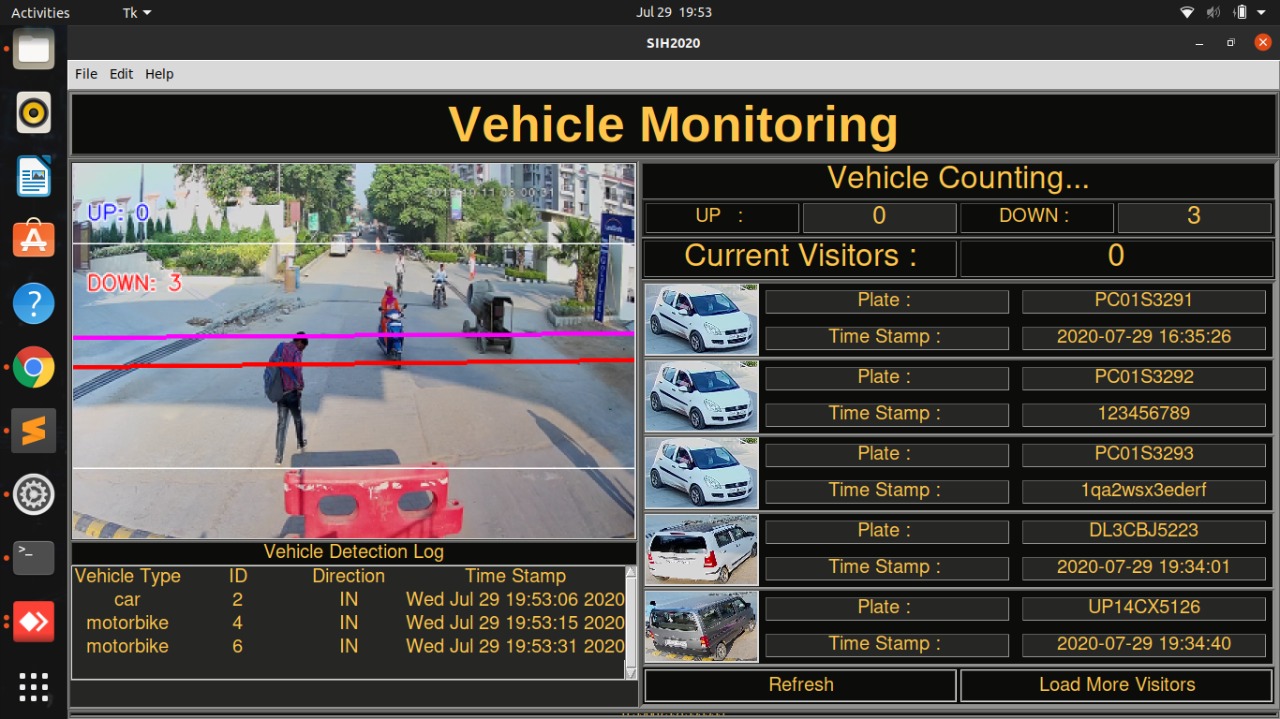 Activities
Tk
Jul 29 19:53
SIH2020
File Edit Help
Vehicle Monitoring
UP: 0
DOWN: 3
Vehicle Counting...
UP : 0 DOWN : 3
Current Visitors : 0
Plate : PC01S3291
Time Stamp : 2020-07-29 16:35:26
Plate : PC01S3292
Time Stamp : 123456789
Plate : PC01S3293
Time Stamp : 1qa2wsx3ederf
Plate : DL3CBJ5223
Time Stamp : 2020-07-29 19:34:01
Plate : UP14CX5126
Time Stamp : 2020-07-29 19:34:40
Refresh Load More Visitors
Vehicle Detection Log
Vehicle Type ID Direction Time Stamp
car 2 IN Wed Jul 29 19:53:06 2020
motorbike 4 IN Wed Jul 29 19:53:15 2020
motorbike 6 IN Wed Jul 29 19:53:31 2020